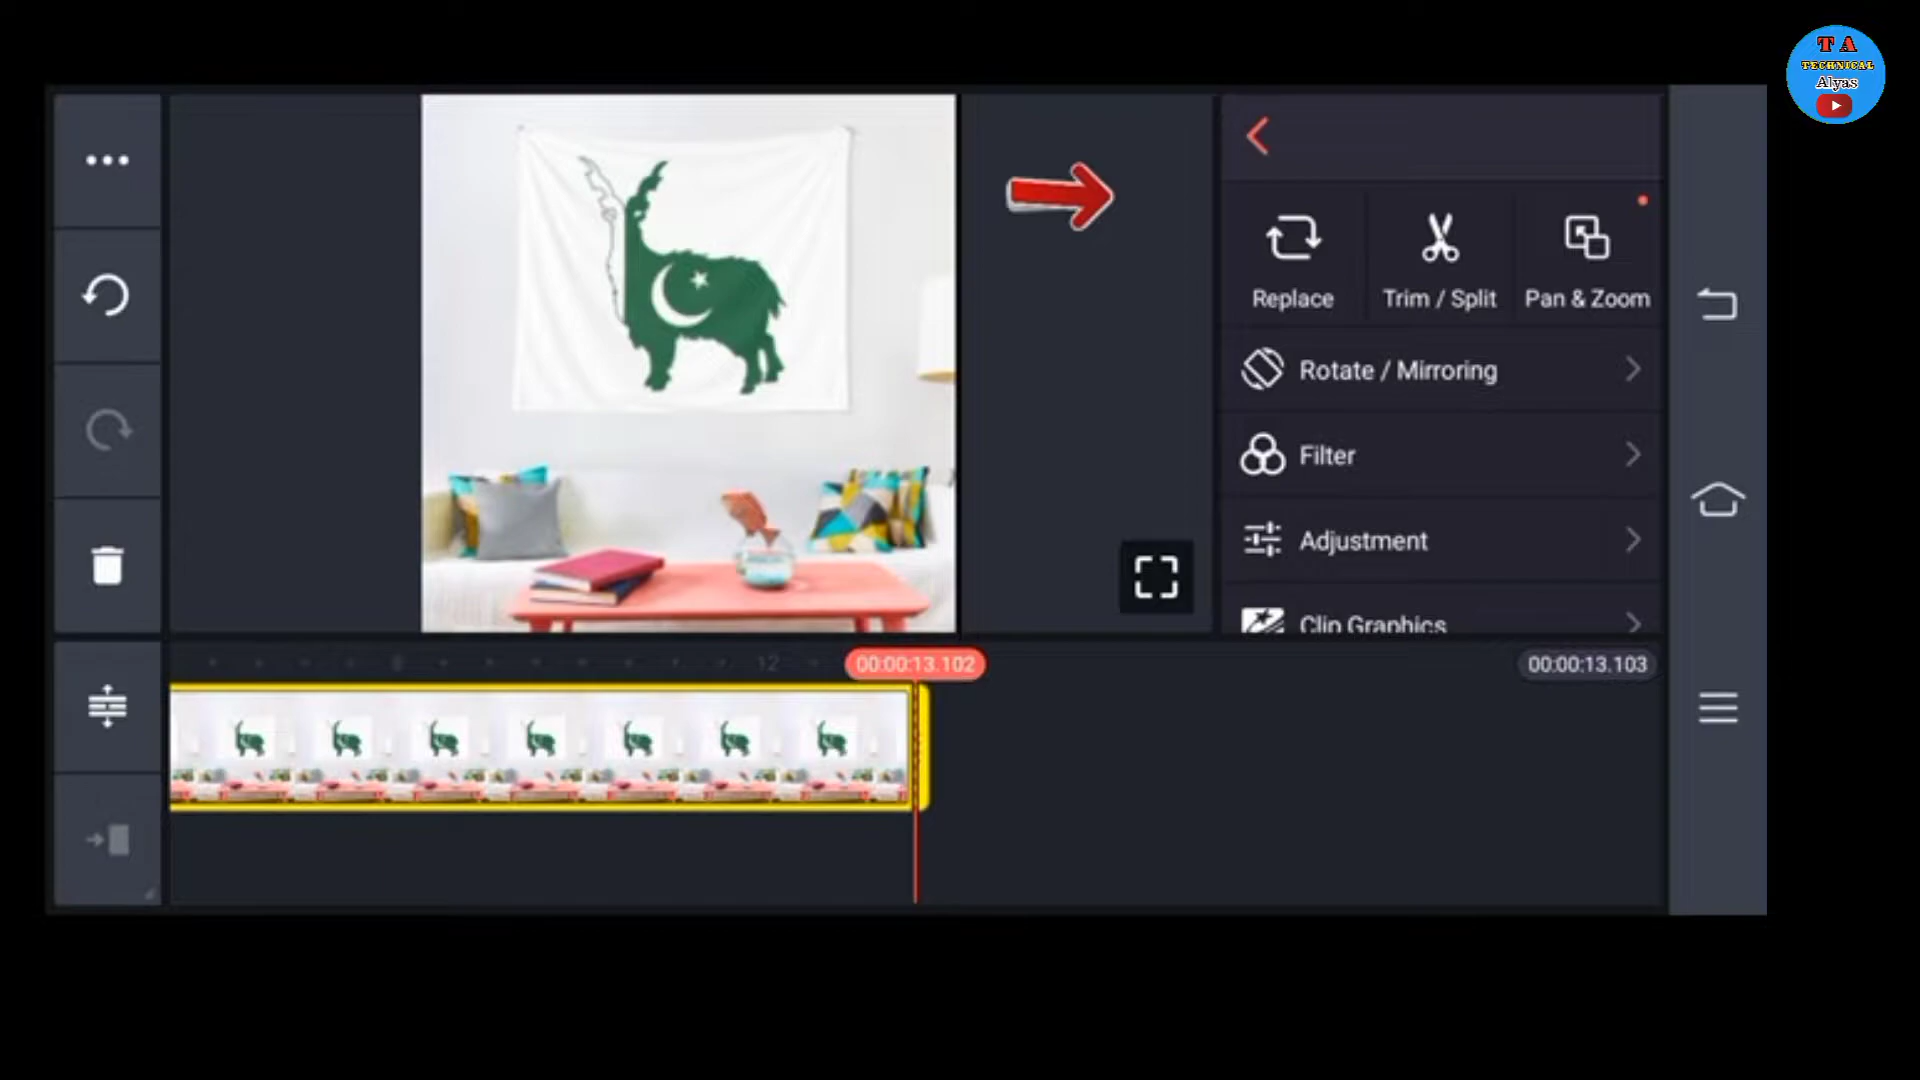 T A
TECHNICAL
Alyas
Replace
Trim / Split
Pan & Zoom
Rotate / Mirroring
Filter
Adjustment
Clip Graphics
12
00:00:13.102
00:00:13.103